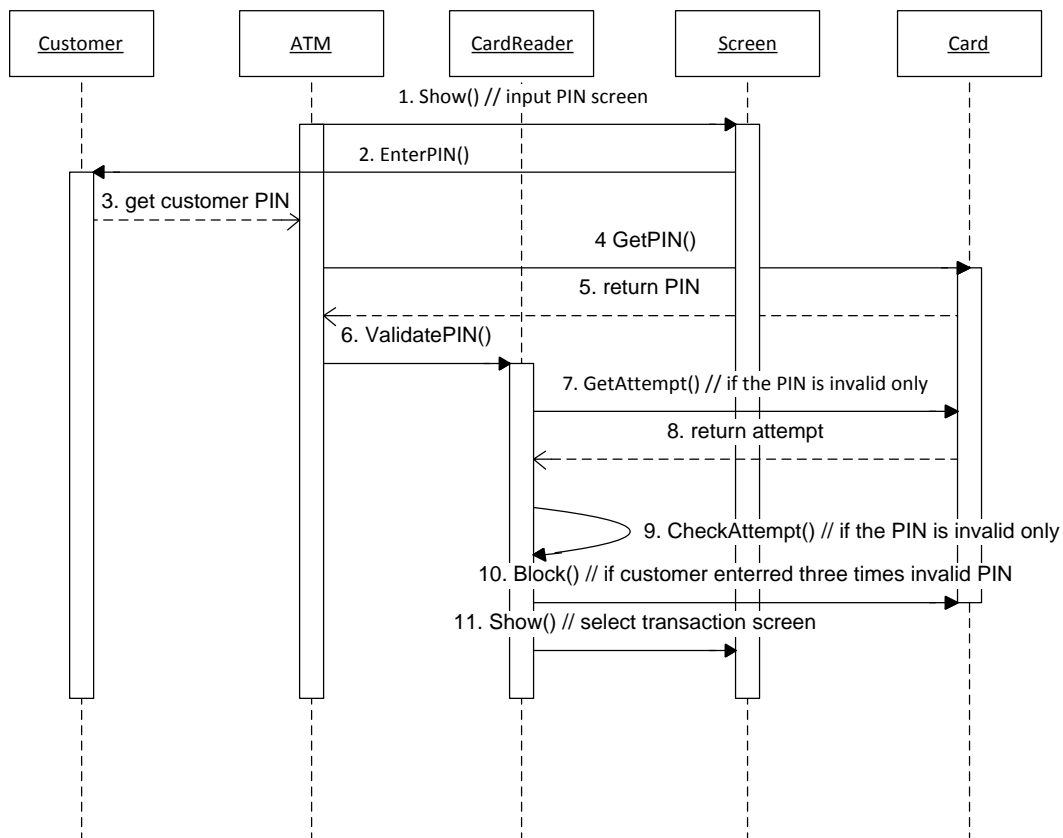 Customer
ATM
CardReader
Screen
Card
1. Show() // input PIN screen
2. EnterPIN()
3. get customer PIN
4 GetPIN()
5. return PIN
6. ValidatePIN()
7. GetAttempt() // if the PIN is invalid only
8. return attempt
9. CheckAttempt() // if the PIN is invalid only
10. Block() // if customer enterred three times invalid PIN
11. Show() // select transaction screen